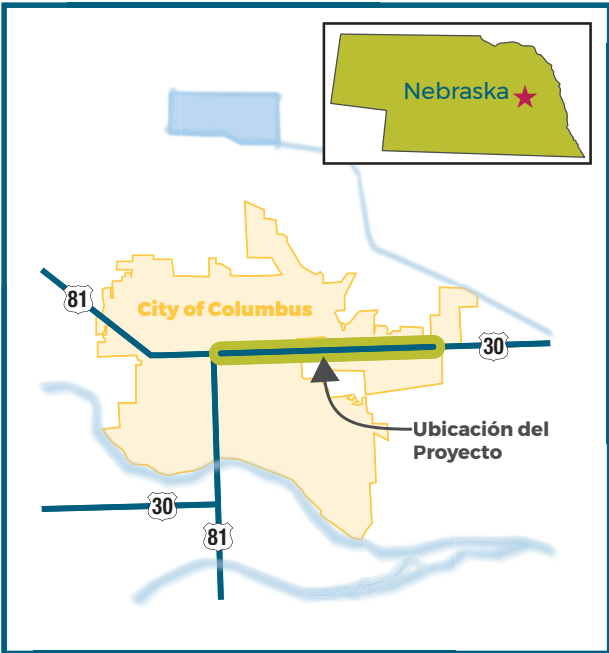 Nebraska
81
City of Columbus
30
Ubicación del
Proyecto
30
81